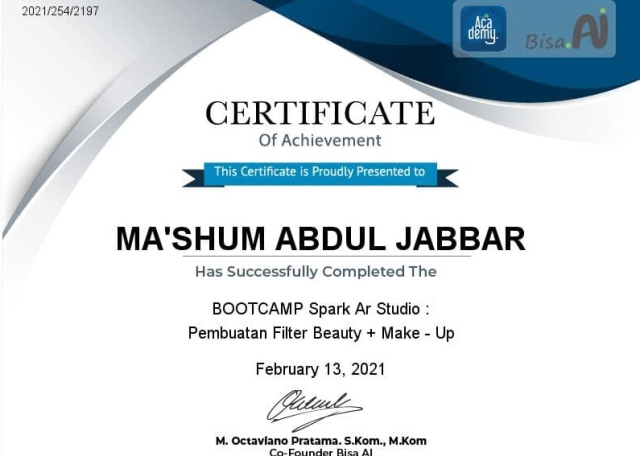 2021/254/2197
Aca
demy.
Bisa.AI
CERTIFICATE
Of Achievement
This Certificate is Proudly Presented to
MA'SHUM ABDUL JABBAR
Has Successfully Completed The
BOOTCAMP Spark Ar Studio :
Pembuatan Filter Beauty + Make - Up
February 13, 2021
M. Octaviano Pratama. S.Kom., M.Kom
Co-Founder Bisa AI